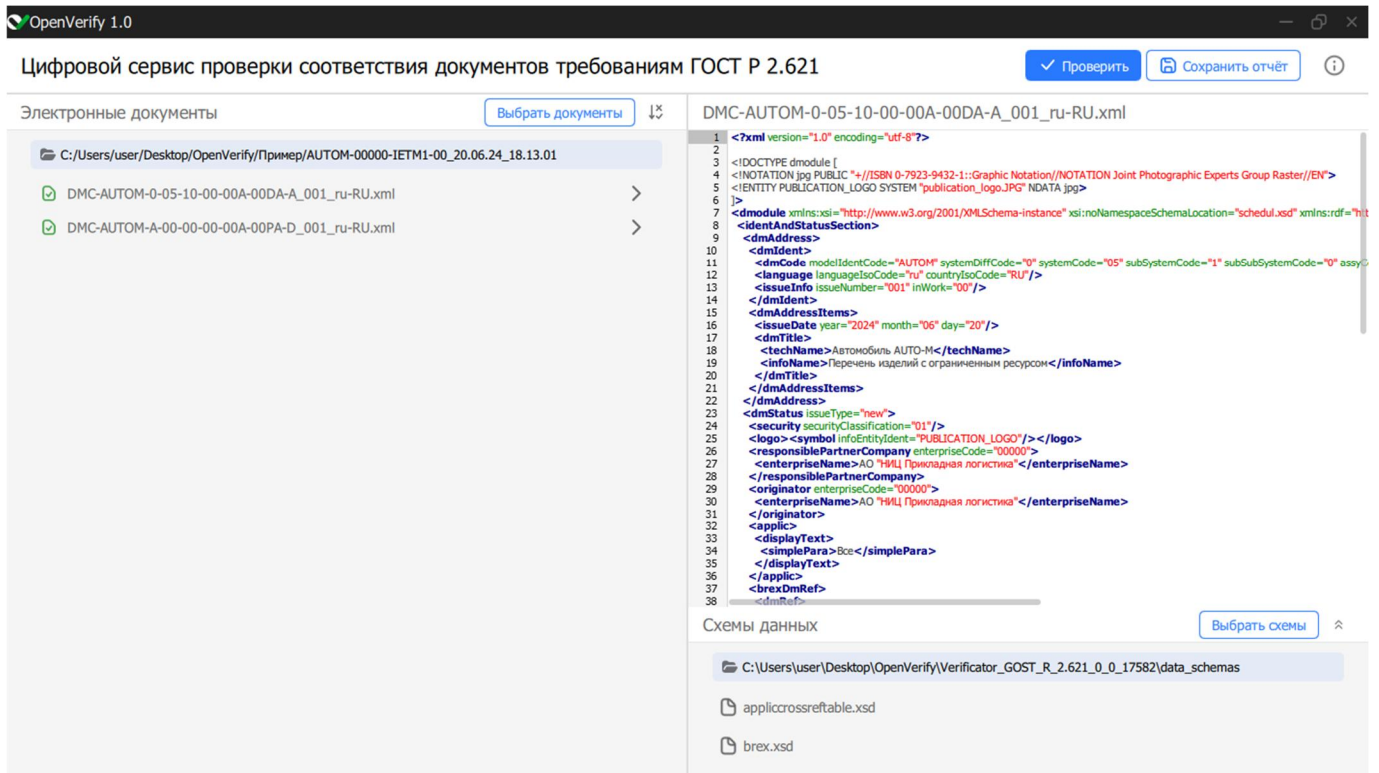 OpenVerify 1.0
Цифровой сервис проверки соответствия документов требованиям ГОСТ Р 2.621
Проверить
Сохранить отчёт
Электронные документы
Выбрать документы
C:/Users/user/Desktop/OpenVerify/Пример/AUTOM-00000-IETM1-00_20.06.24_18.13.01
DMC-AUTOM-0-05-10-00-00A-00DA-A_001_ru-RU.xml
DMC-AUTOM-A-00-00-00-00A-00PA-D_001_ru-RU.xml
DMC-AUTOM-0-05-10-00-00A-00DA-A_001_ru-RU.xml
1 <?xml version="1.0" encoding="utf-8"?>
2
3 <!DOCTYPE dmodule [
4 <!NOTATION jpg PUBLIC "+//ISBN 0-7923-9432-1::Graphic Notation//NOTATION Joint Photographic Experts Group Raster//EN">
5 <!ENTITY PUBLICATION_LOGO SYSTEM "publication_logo.JPG" NDATA jpg>
6 ]>
7 <dmodule xmlns:xsi="http://www.w3.org/2001/XMLSchema-instance" xsi:noNamespaceSchemaLocation="schedul.xsd" xmlns:rdf="htt
8 <identAndStatusSection>
9 <dmAddress>
10 <dmIdent>
11 <dmCode modelIdentCode="AUTOM" systemDiffCode="0" systemCode="05" subSystemCode="1" subSubSystemCode="0" assyC
12 <language languageIsoCode="ru" countryIsoCode="RU"/>
13 <issueInfo issueNumber="001" inWork="00"/>
14 </dmIdent>
15 <dmAddressItems>
16 <issueDate year="2024" month="06" day="20"/>
17 <dmTitle>
18 <techName>Автомобиль AUTO-M</techName>
19 <infoName>Перечень изделий с ограниченным ресурсом</infoName>
20 </dmTitle>
21 </dmAddressItems>
22 </dmAddress>
23 <dmStatus issueType="new">
24 <security securityClassification="01"/>
25 <logo><symbol infoEntityIdent="PUBLICATION_LOGO"/></logo>
26 <responsiblePartnerCompany enterpriseCode="00000">
27 <enterpriseName>АО "НИЦ Прикладная логистика"</enterpriseName>
28 </responsiblePartnerCompany>
29 <originator enterpriseCode="00000">
30 <enterpriseName>АО "НИЦ Прикладная логистика"</enterpriseName>
31 </originator>
32 <applic>
33 <displayText>
34 <simplePara>Все</simplePara>
35 </displayText>
36 </applic>
37 <brexDmRef>
38 <dmRef>
Схемы данных
Выбрать схемы
C:\Users\user\Desktop\OpenVerify\Verificator_GOST_R_2.621_0_0_17582\data_schemas
appliccrossreftable.xsd
brex.xsd